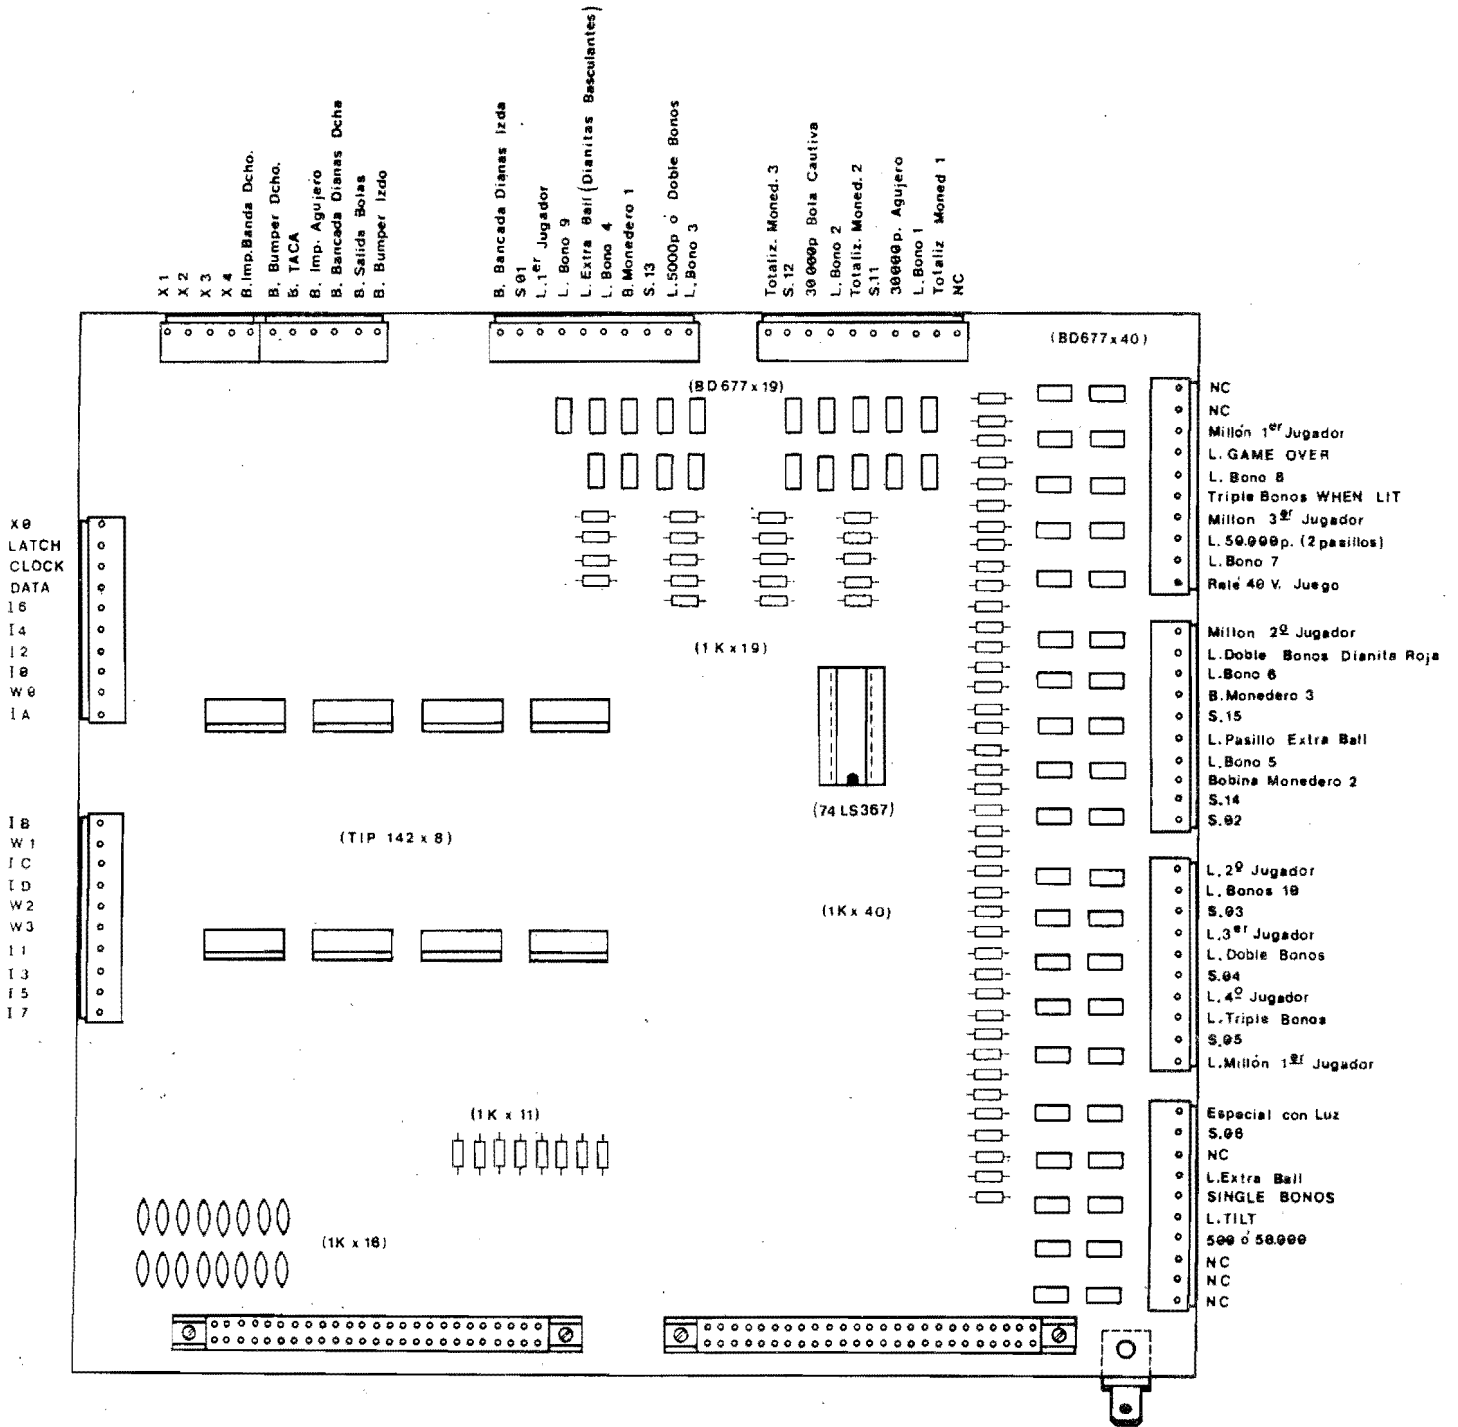 X 1
X 2
X 3
X 4
B.Imp.Banda Dcho.
B. Bumper Dcho.
B. TACA
B. Imp. Agujero
B. Bancada Dianas Dcha
B. Salida Bolas
B. Bumper Izdo
B. Bancada Dianas Izda
S 01
L.1er Jugador
L. Bono 9
L.Extra Ball (Dianitas Basculantes)
L. Bono 4
B.Monedero 1
S.13
L.5000p ó Doble Bonos
L.Bono 3
Totaliz. Moned. 3
S.12
30000p Bola Cautiva
L.Bono 2
Totaliz. Moned. 2
S.11
30000p. Agujero
L.Bono 1
Totaliz Moned 1
NC
(BD677x40)
(BD677x19)
NC
NC
Millón 1er Jugador
L. GAME OVER
L. Bono 8
Triple Bonos WHEN LIT
Millon 3er Jugador
L.50.000p. (2 pasillos)
L. Bono 7
Relé 40 V. Juego
X0
LATCH
CLOCK
DATA
I6
I4
I2
I0
W0
IA
(1K x19)
Millon 2º Jugador
L.Doble Bonos Dianita Roja
L.Bono 6
B.Monedero 3
S.15
L.Pasillo Extra Ball
L.Bono 5
Bobina Monedero 2
S.14
S.02
(74LS367)
(TIP 142 x 8)
IB
W1
IC
ID
W2
W3
I1
I3
I5
I7
(1Kx 40)
L.2º Jugador
L. Bonos 10
S.03
L.3er Jugador
L. Doble Bonos
S.04
L.4º Jugador
L.Triple Bonos
S.05
L.Millón 1er Jugador
(1K x 11)
(1K x 16)
Especial con Luz
S.06
NC
L.Extra Ball
SINGLE BONOS
L.TILT
500 ó 50.000
NC
NC
NC